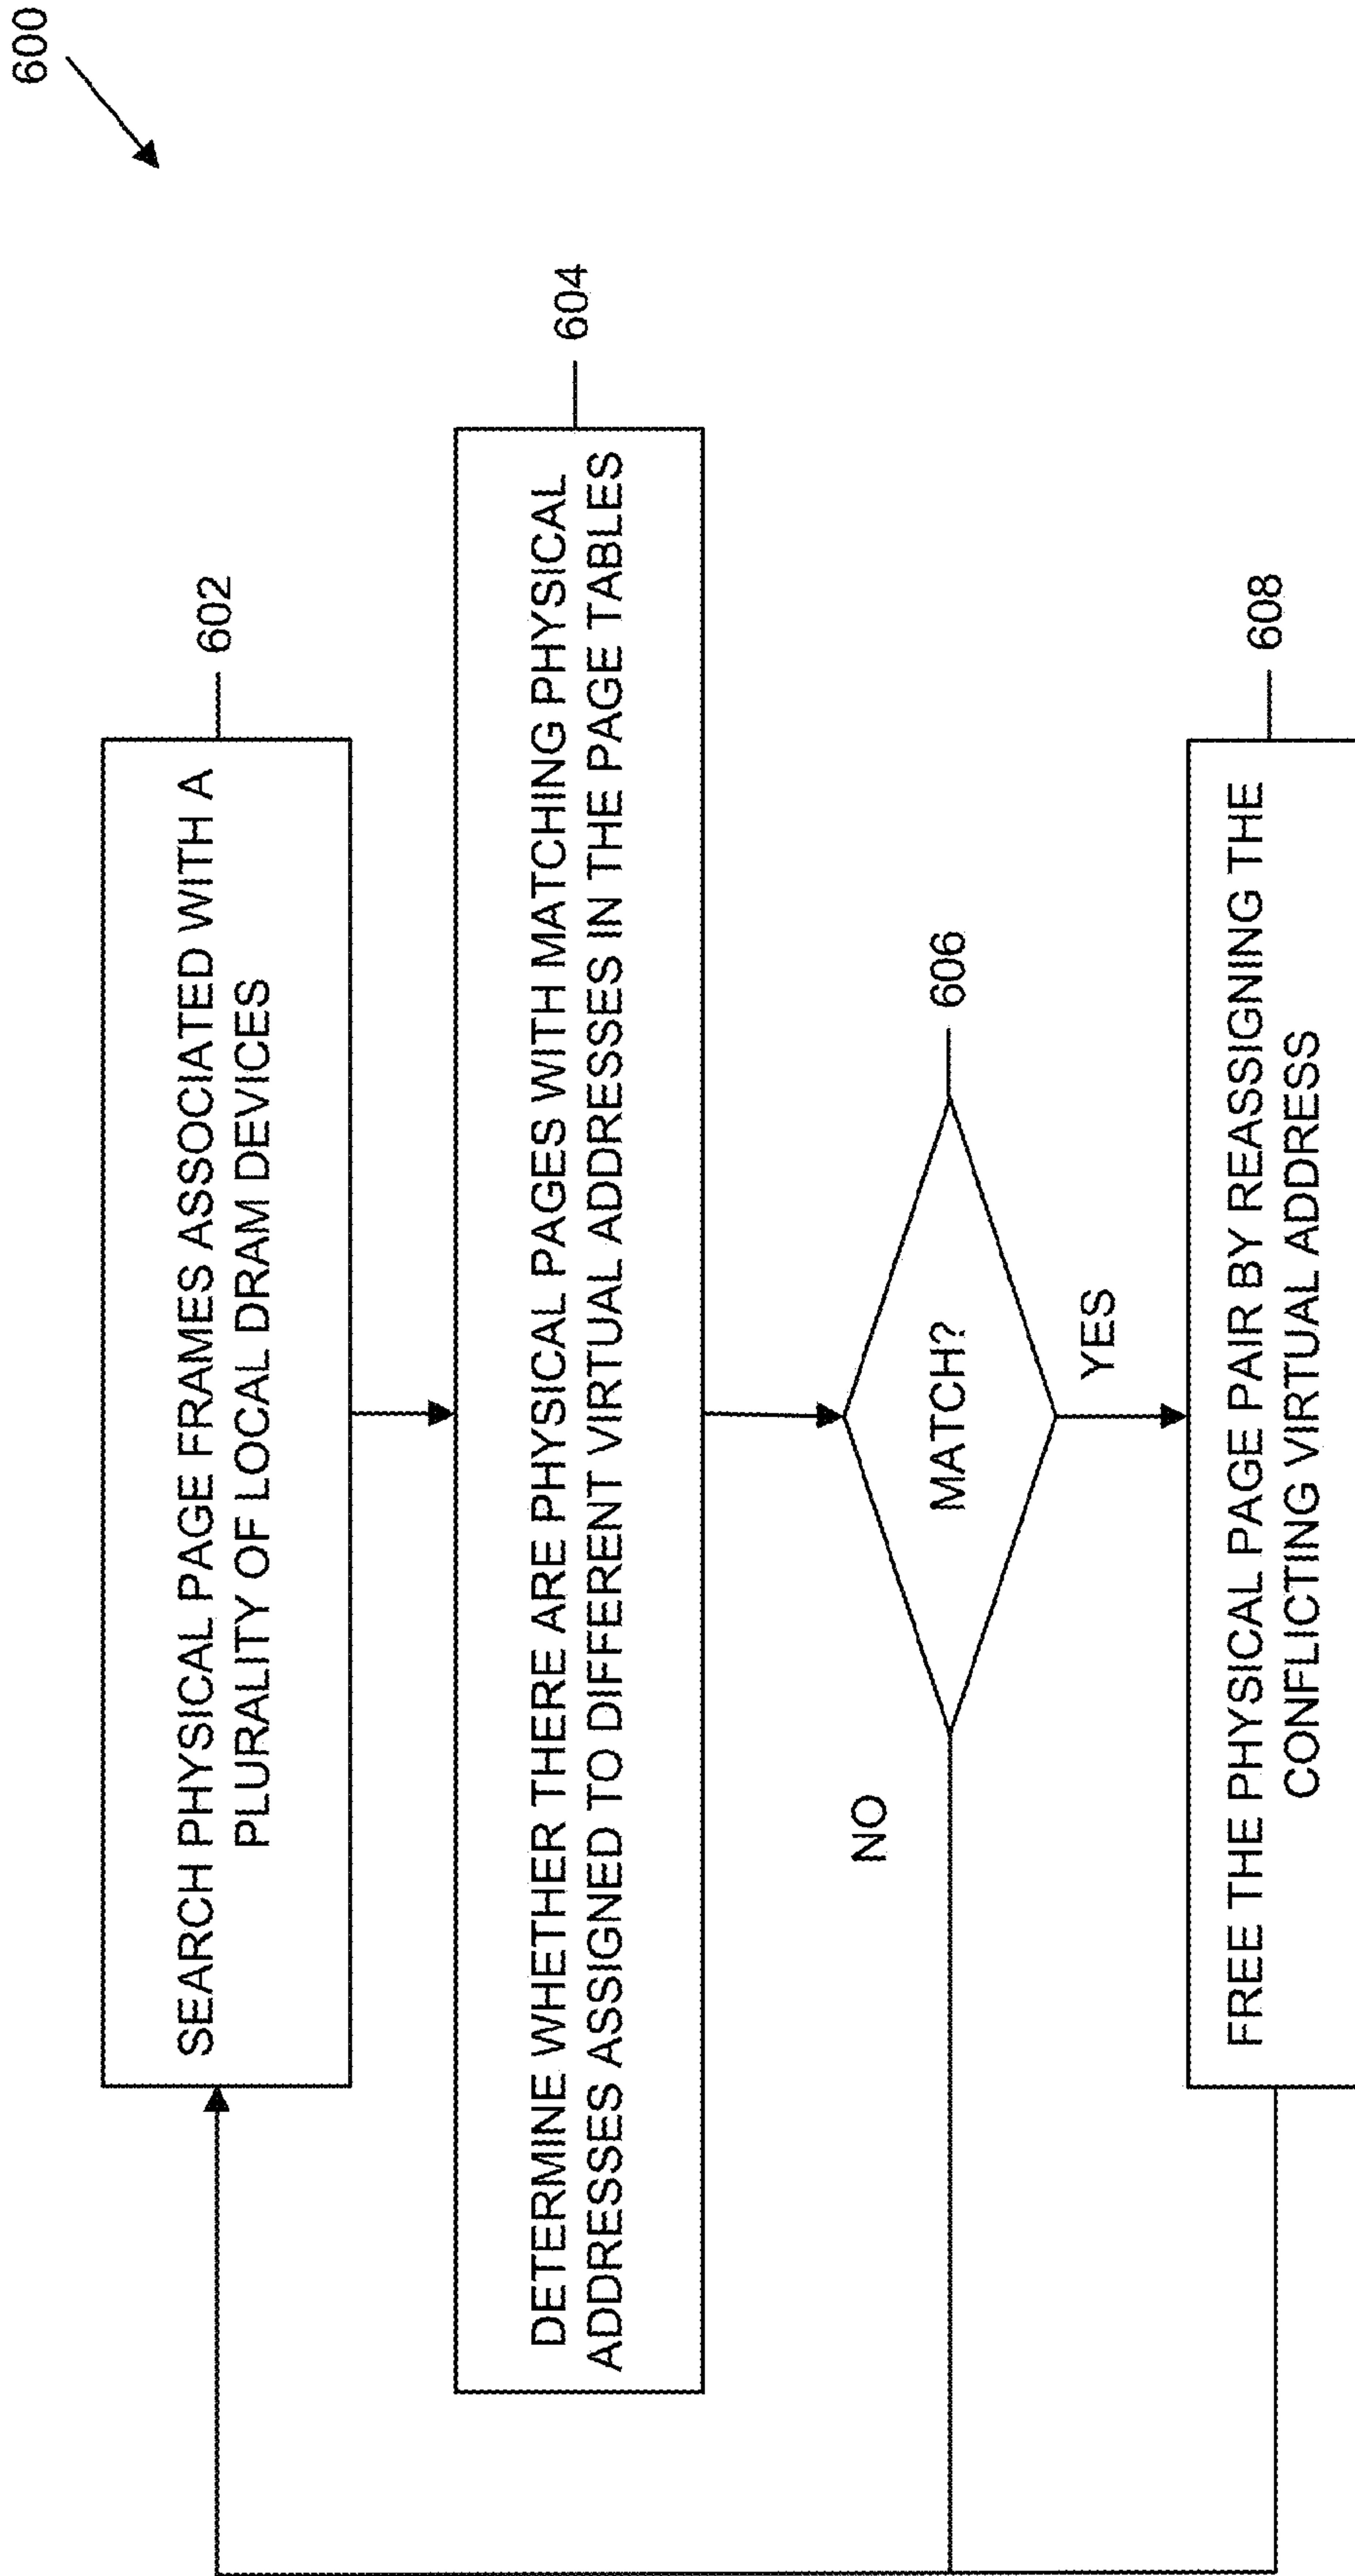 600
SEARCH PHYSICAL PAGE FRAMES ASSOCIATED WITH A
PLURALITY OF LOCAL DRAM DEVICES
602
DETERMINE WHETHER THERE ARE PHYSICAL PAGES WITH MATCHING PHYSICAL
ADDRESSES ASSIGNED TO DIFFERENT VIRTUAL ADDRESSES IN THE PAGE TABLES
604
MATCH?
606
NO
YES
FREE THE PHYSICAL PAGE PAIR BY REASSIGNING THE
CONFLICTING VIRTUAL ADDRESS
608